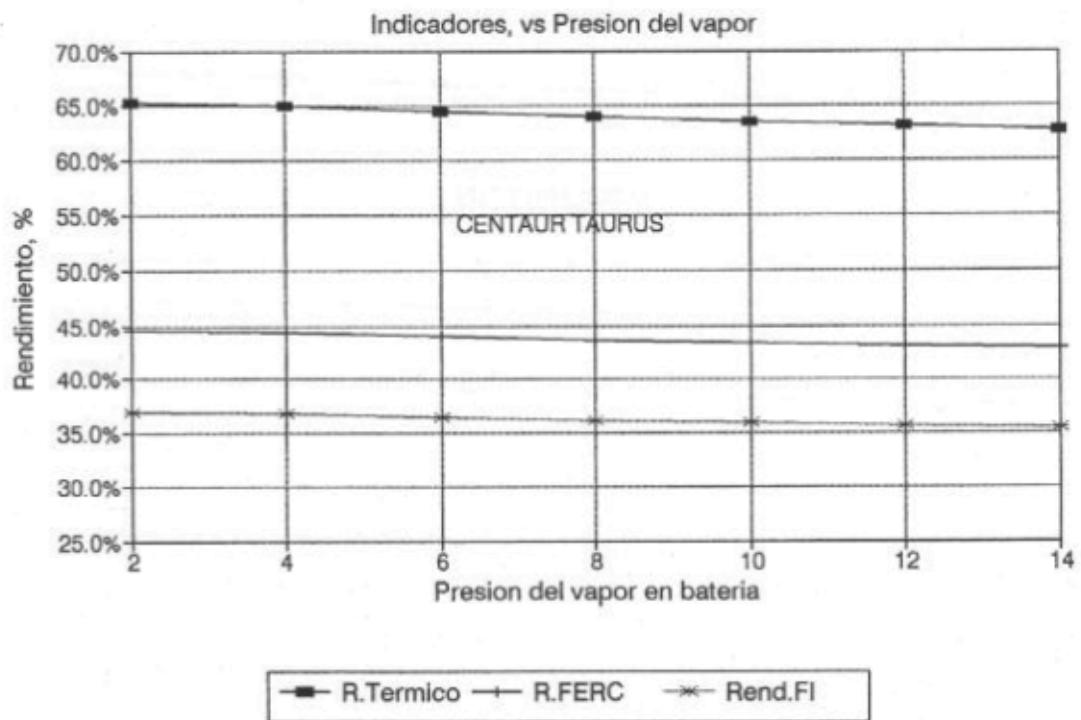 Indicadores, vs Presion del vapor
70.0%
65.0%
60.0%
55.0%
50.0%
45.0%
40.0%
35.0%
30.0%
25.0%
Rendimiento, %
CENTAUR TAURUS
2 4 6 8 10 12 14
Presion del vapor en bateria
R.Termico R.FERC Rend.FI